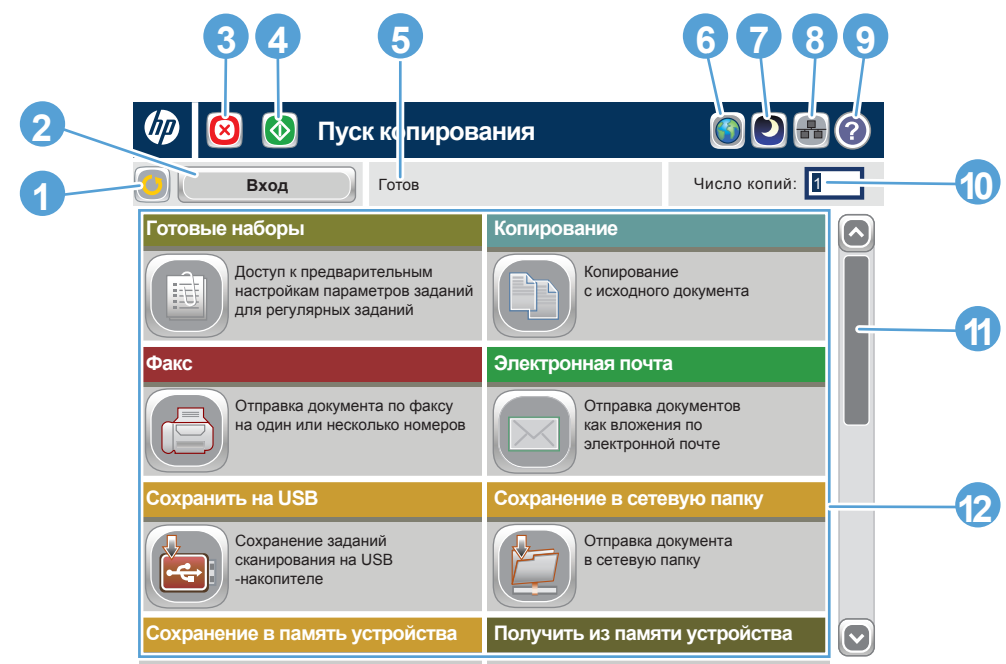 3 4 5 6 7 8 9
hp Пуск копирования ?
2
1 Вход Готов Число копий: 1 10
Готовые наборы
Доступ к предварительным
настройкам параметров заданий
для регулярных заданий
Копирование
Копирование
с исходного документа
11
Факс
Отправка документа по факсу
на один или несколько номеров
Электронная почта
Отправка документов
как вложения по
электронной почте
Сохранить на USB
Сохранение заданий
сканирования на USB
-накопителе
Сохранение в сетевую папку
Отправка документа
в сетевую папку
12
Сохранение в память устройства
Получить из памяти устройства